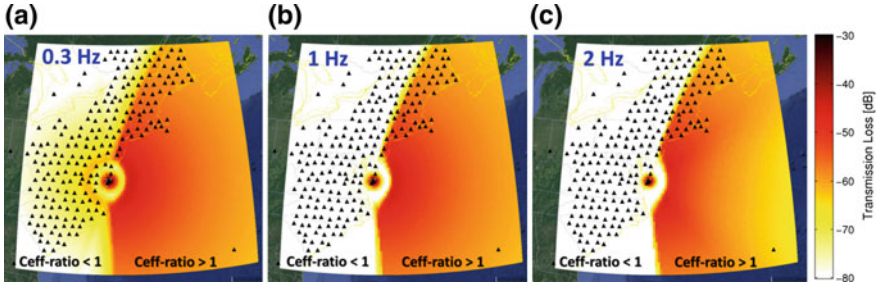 (a)
(b)
(c)
0.3 Hz
1 Hz
2 Hz
Ceff-ratio < 1
Ceff-ratio > 1
Ceff-ratio < 1
Ceff-ratio > 1
Ceff-ratio < 1
Ceff-ratio > 1
-30
-40
-50
-60
-70
-80
Transmission Loss [dB]